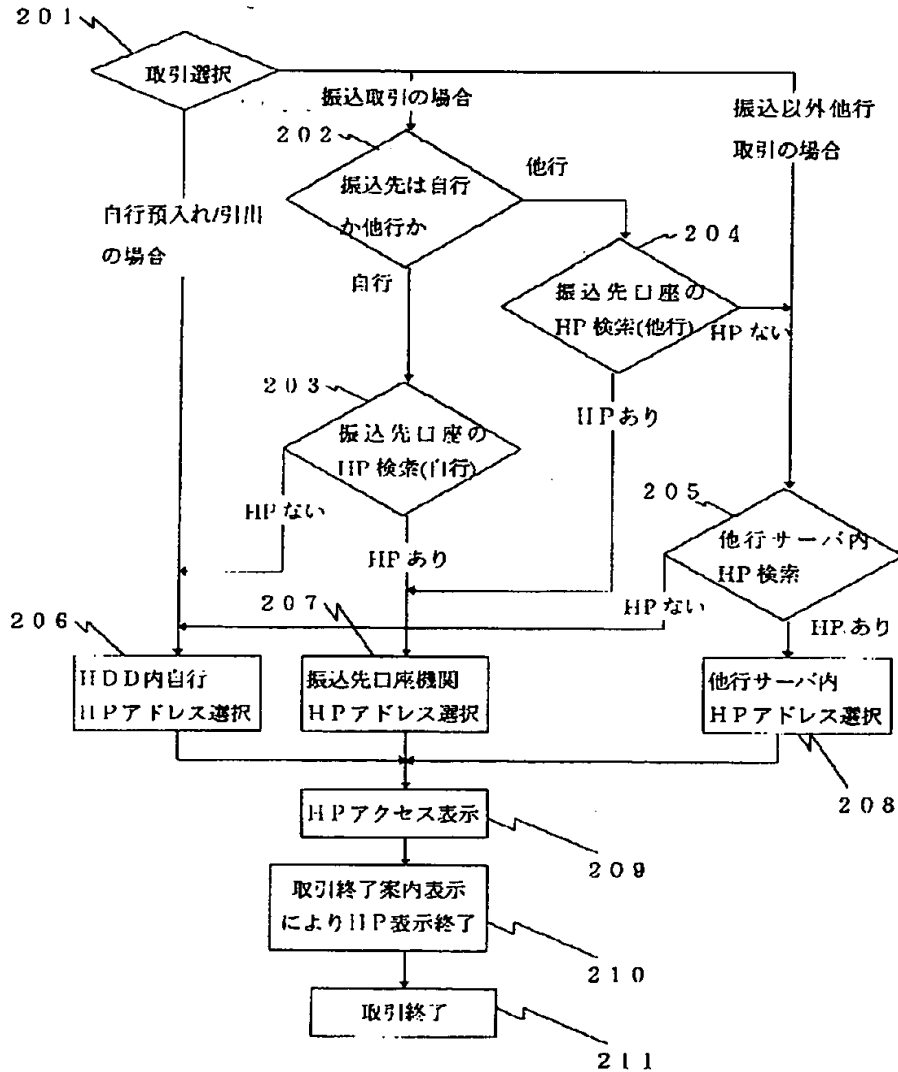 201
取引選択
振込取引の場合
振込以外他行
取引の場合
202
振込先は自行
か他行か
他行
自行預入れ/引出
の場合
自行
204
振込先口座の
HP検索(他行)
HPない
203
振込先口座の
HP検索(自行)
HPあり
HPない
HPあり
205
他行サーバ内
HP検索
HPない
HPあり
206
HDD内自行
HPアドレス選択
207
振込先口座機関
HPアドレス選択
他行サーバ内
HPアドレス選択
208
HPアクセス表示
209
取引終了案内表示
によりHP表示終了
210
取引終了
211